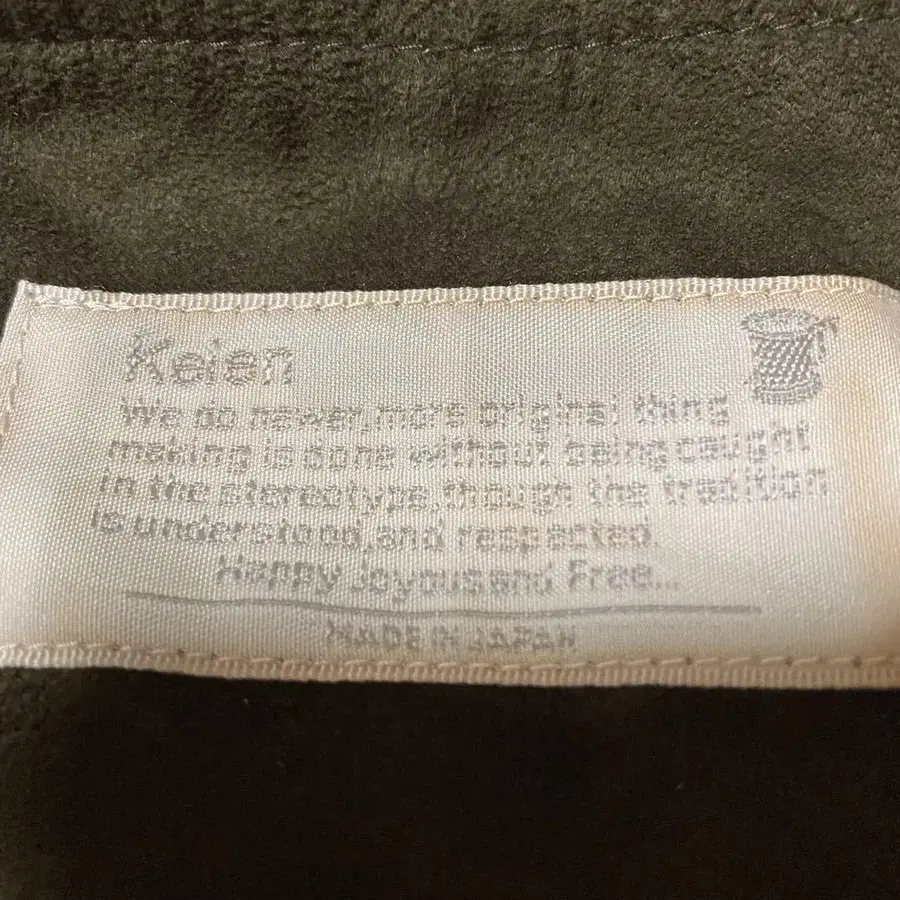 Keien
We do newer,more original thing
making is done without being caught
in the stereotype,though the tradition
is understood,and respected.
Happy Joyous and Free...
MADE IN JAPAN